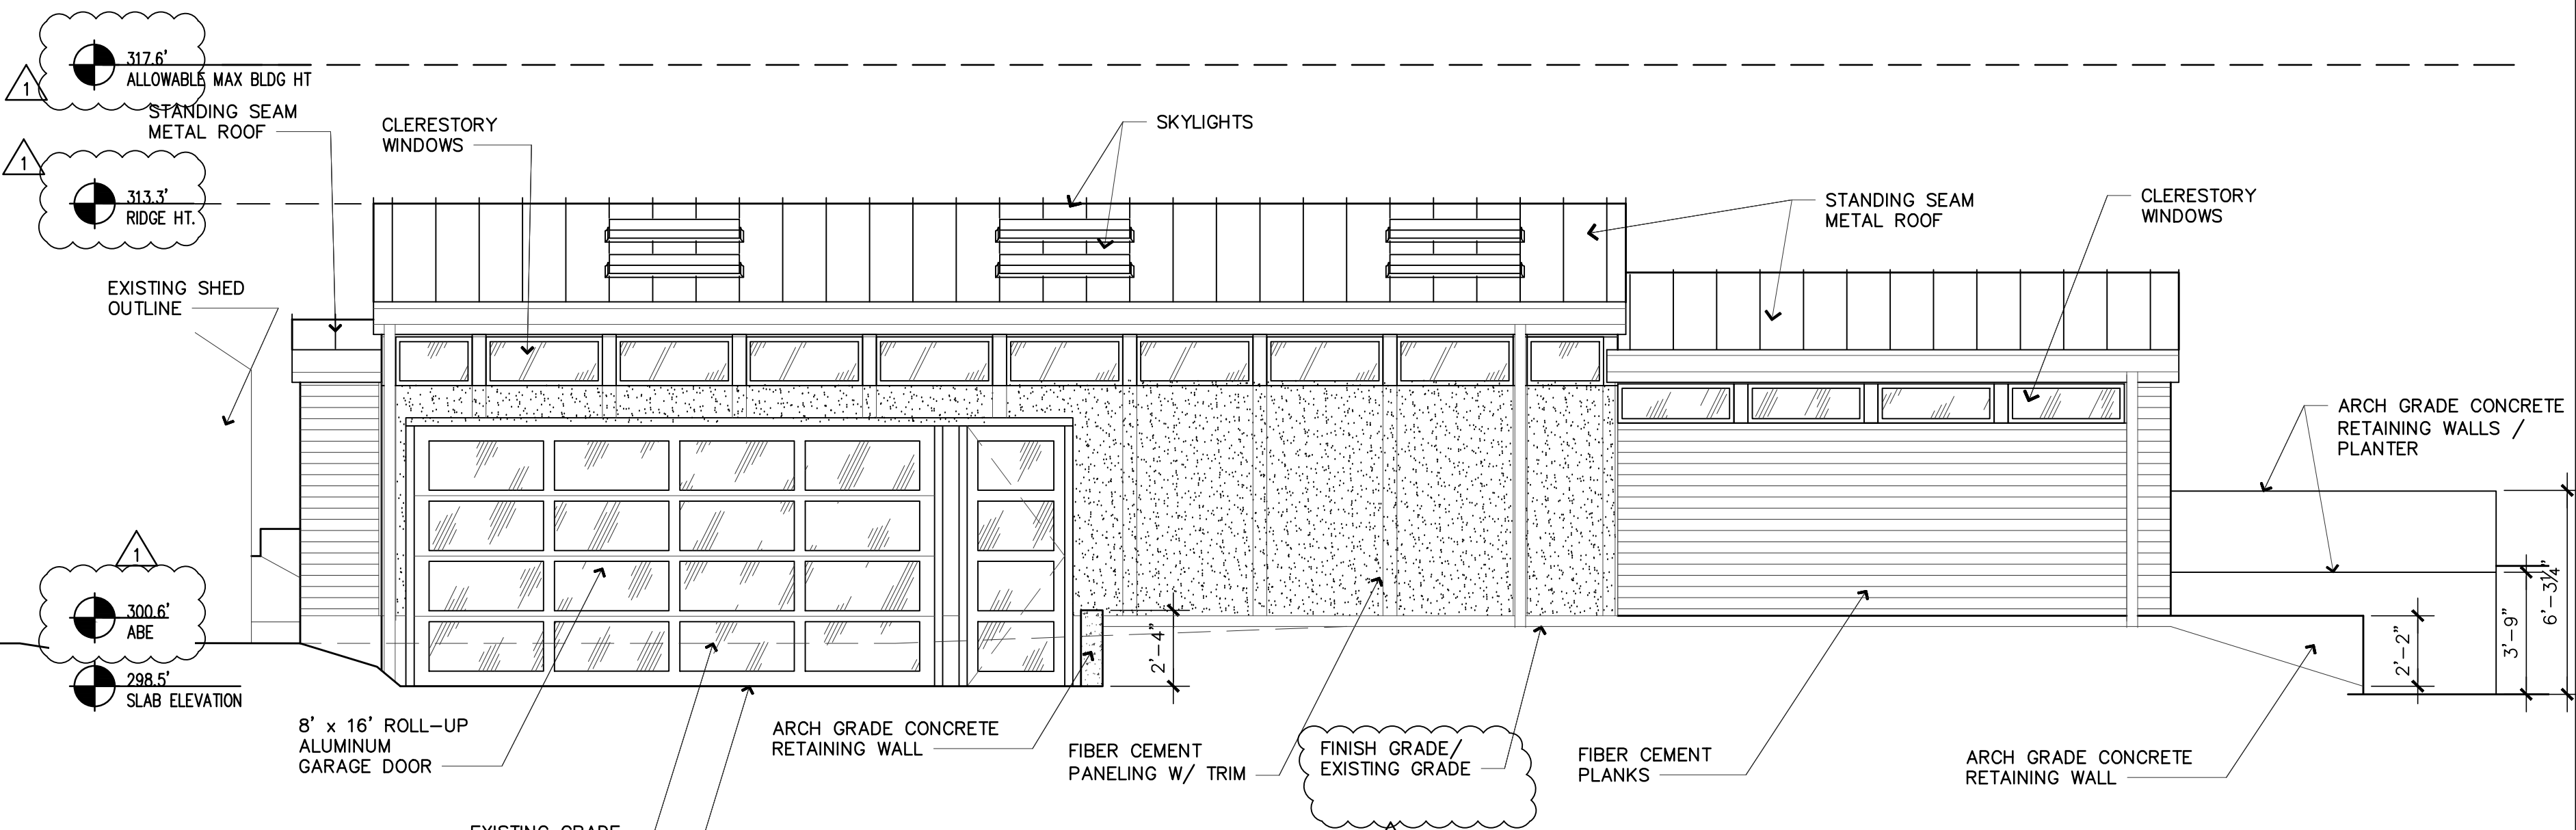 317.6'
ALLOWABLE MAX BLDG HT
1
STANDING SEAM
METAL ROOF
CLERESTORY
WINDOWS
SKYLIGHTS
1
313.3'
RIDGE HT.
STANDING SEAM
METAL ROOF
CLERESTORY
WINDOWS
EXISTING SHED
OUTLINE
ARCH GRADE CONCRETE
RETAINING WALLS /
PLANTER
1
300.6'
ABE
298.5'
SLAB ELEVATION
2'-4"
2'-2"
3'-9"
6'-3¼"
8' x 16' ROLL-UP
ALUMINUM
GARAGE DOOR
ARCH GRADE CONCRETE
RETAINING WALL
FIBER CEMENT
PANELING W/ TRIM
FINISH GRADE/
EXISTING GRADE
FIBER CEMENT
PLANKS
ARCH GRADE CONCRETE
RETAINING WALL
EXISTING GRADE